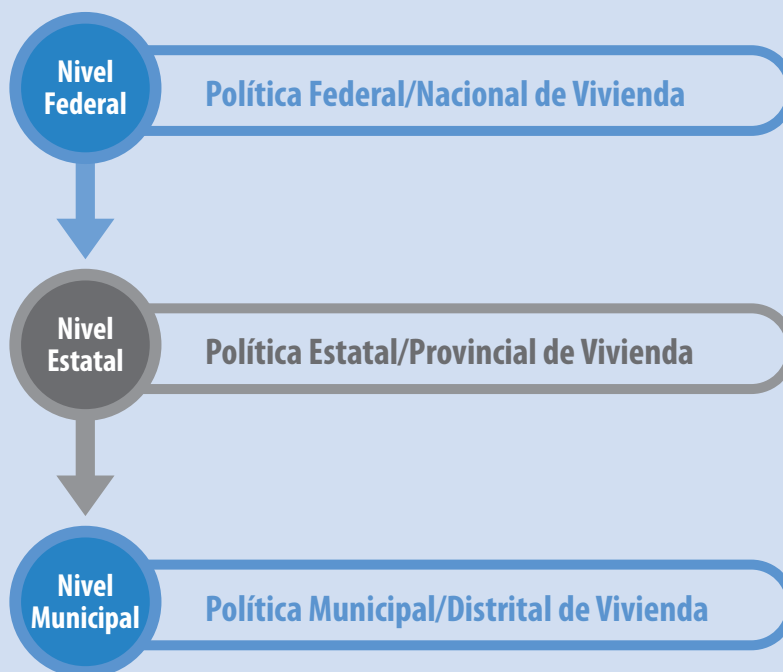 Nivel
Federal
Política Federal/Nacional de Vivienda
Nivel
Estatal
Política Estatal/Provincial de Vivienda
Nivel
Municipal
Política Municipal/Distrital de Vivienda